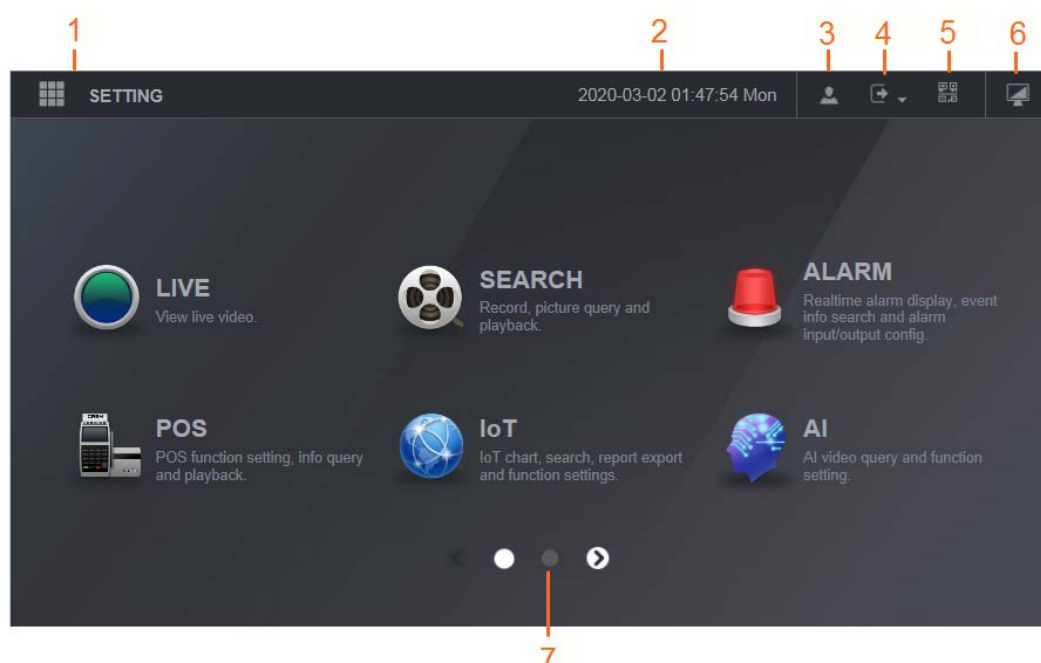 1 2 3 4 5 6
SETTING 2020-03-02 01:47:54 Mon
LIVE
View live video.
SEARCH
Record, picture query and
playback.
ALARM
Realtime alarm display, event
info search and alarm
input/output config.
POS
POS function setting, info query
and playback.
IoT
IoT chart, search, report export
and function settings.
AI
AI video query and function
setting.
7